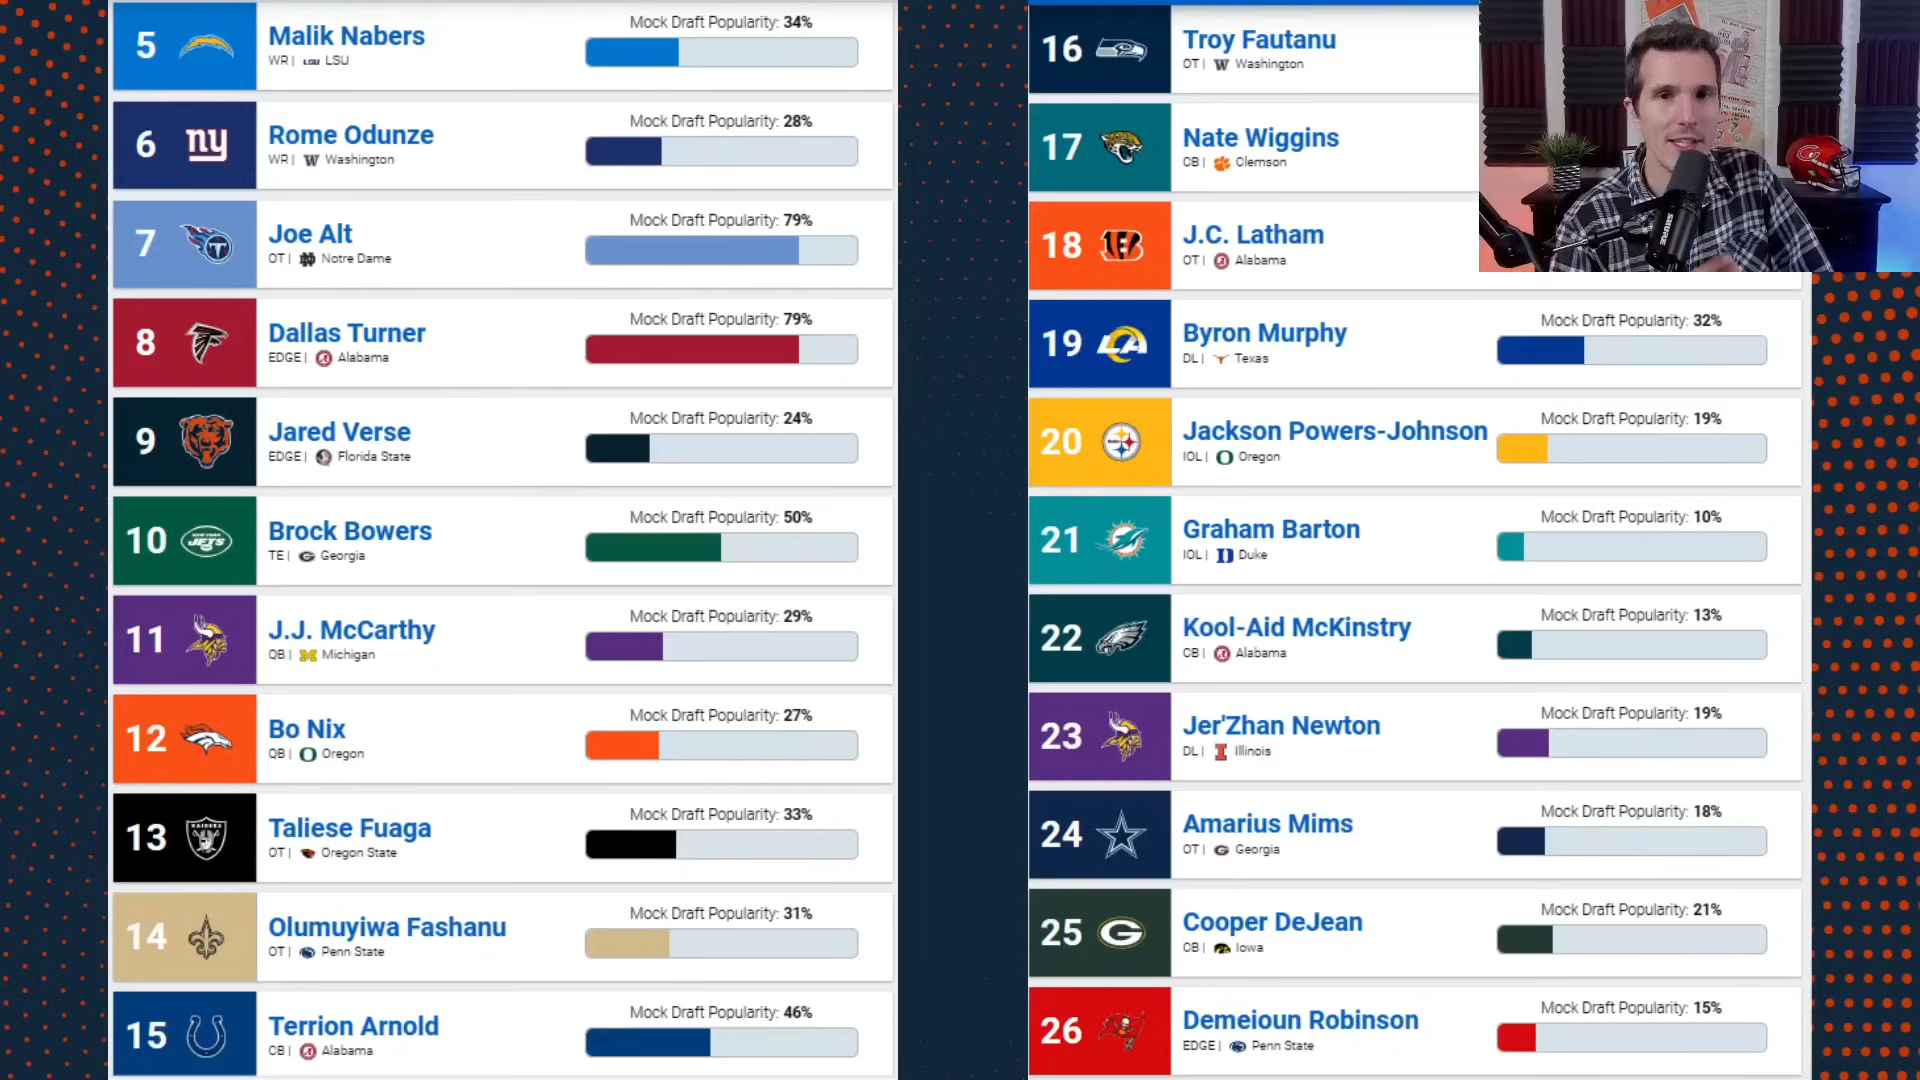 5
Malik Nabers
WR | LSU LSU
Mock Draft Popularity: 34%
6
ny
Rome Odunze
WR | W Washington
Mock Draft Popularity: 28%
7
T
Joe Alt
OT | Notre Dame
Mock Draft Popularity: 79%
8
Dallas Turner
EDGE | Alabama
Mock Draft Popularity: 79%
9
Jared Verse
EDGE | Florida State
Mock Draft Popularity: 24%
10
JETS
Brock Bowers
TE | G Georgia
Mock Draft Popularity: 50%
11
J.J. McCarthy
QB | M Michigan
Mock Draft Popularity: 29%
12
Bo Nix
QB | O Oregon
Mock Draft Popularity: 27%
13
RAIDERS
Taliese Fuaga
OT | Oregon State
Mock Draft Popularity: 33%
14
Olumuyiwa Fashanu
OT | Penn State
Mock Draft Popularity: 31%
15
Terrion Arnold
CB | Alabama
Mock Draft Popularity: 46%
16
Troy Fautanu
OT | W Washington
17
Nate Wiggins
CB | Clemson
18
B
J.C. Latham
OT | Alabama
19
LA
Byron Murphy
DL | Texas
Mock Draft Popularity: 32%
20
Jackson Powers-Johnson
IOL | O Oregon
Mock Draft Popularity: 19%
21
Graham Barton
IOL | D Duke
Mock Draft Popularity: 10%
22
Kool-Aid McKinstry
CB | Alabama
Mock Draft Popularity: 13%
23
Jer'Zhan Newton
DL | I Illinois
Mock Draft Popularity: 19%
24
Amarius Mims
OT | G Georgia
Mock Draft Popularity: 18%
25
G
Cooper DeJean
CB | Iowa
Mock Draft Popularity: 21%
26
Demeioun Robinson
EDGE | Penn State
Mock Draft Popularity: 15%
SHURE